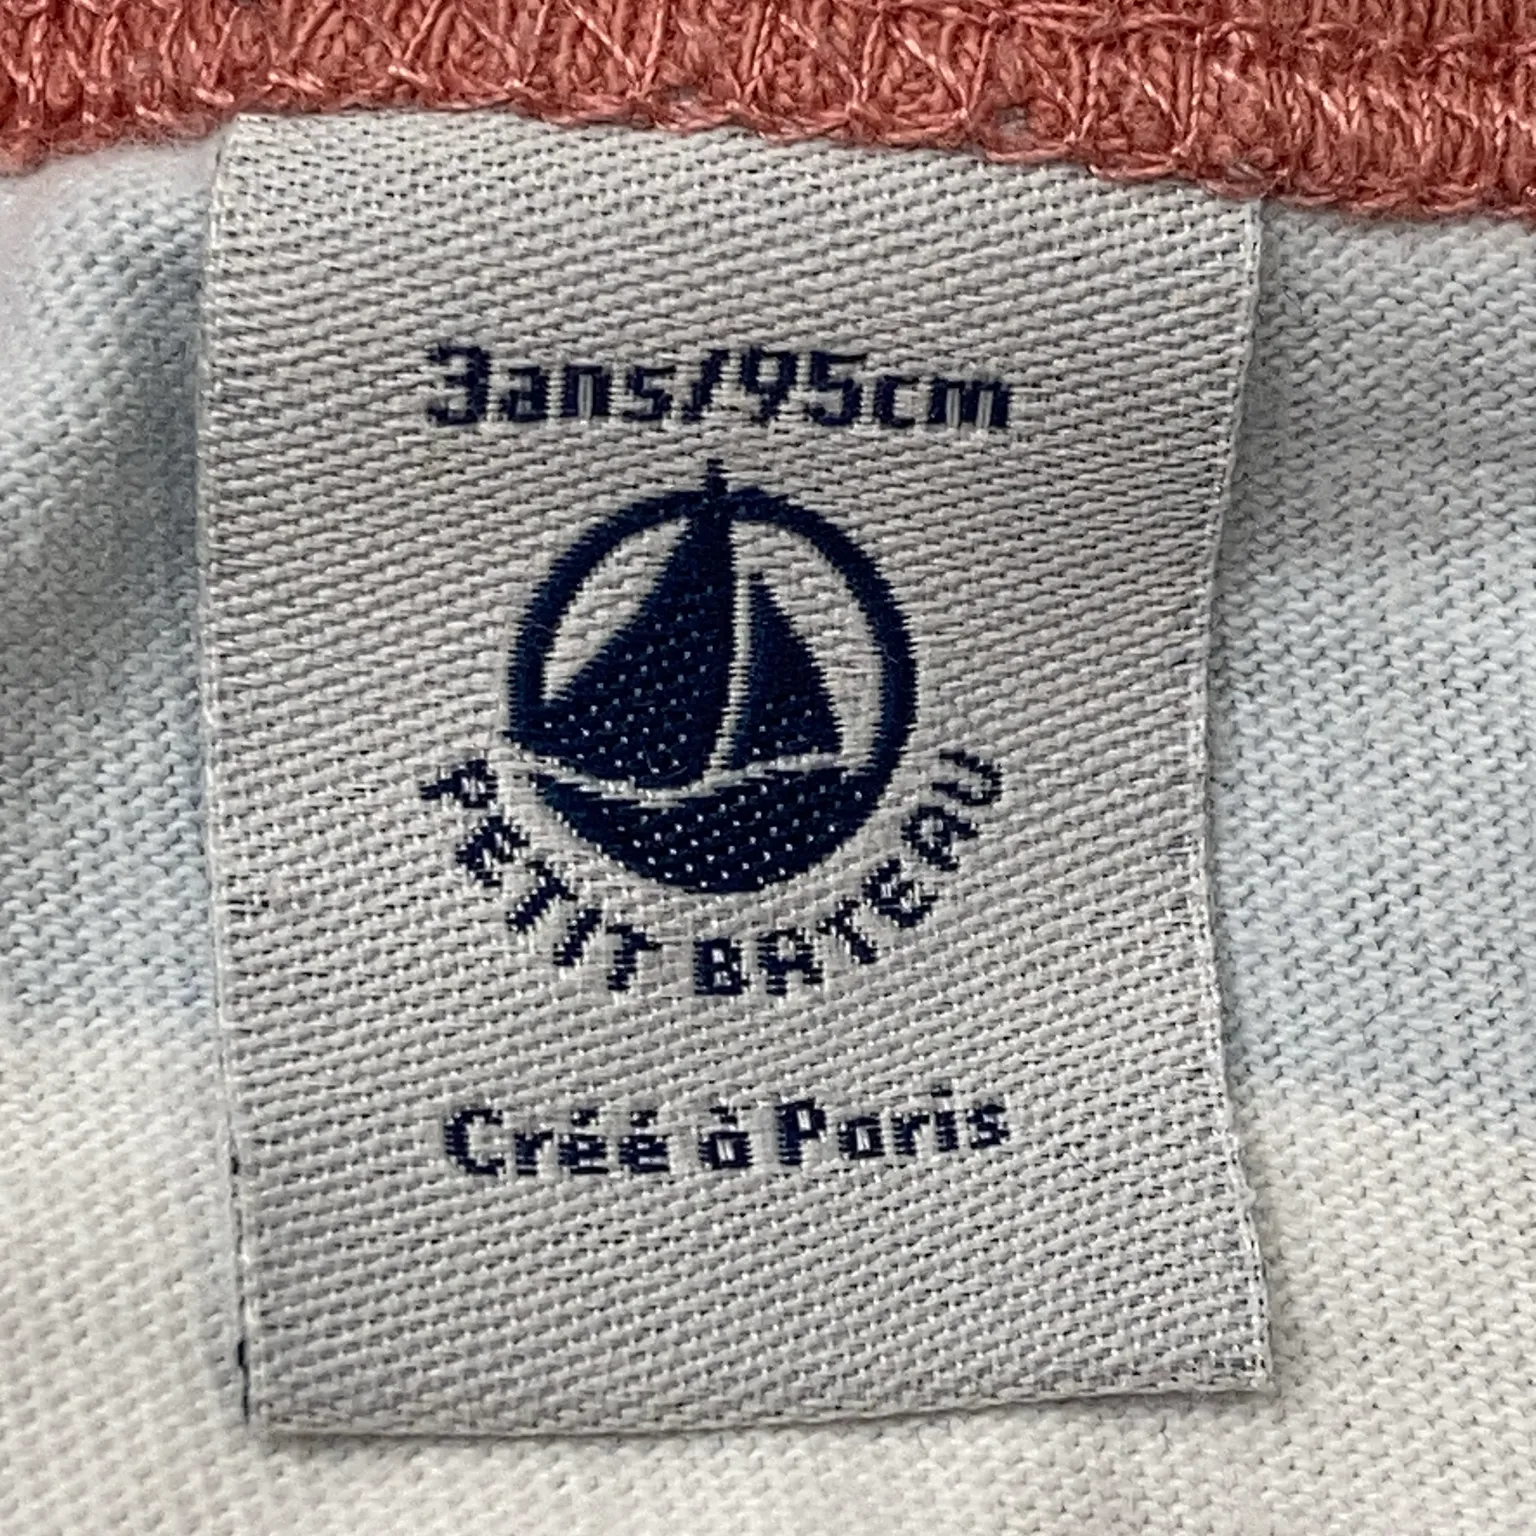 3ans/95cm
PETIT BATEAU
Créé à Paris